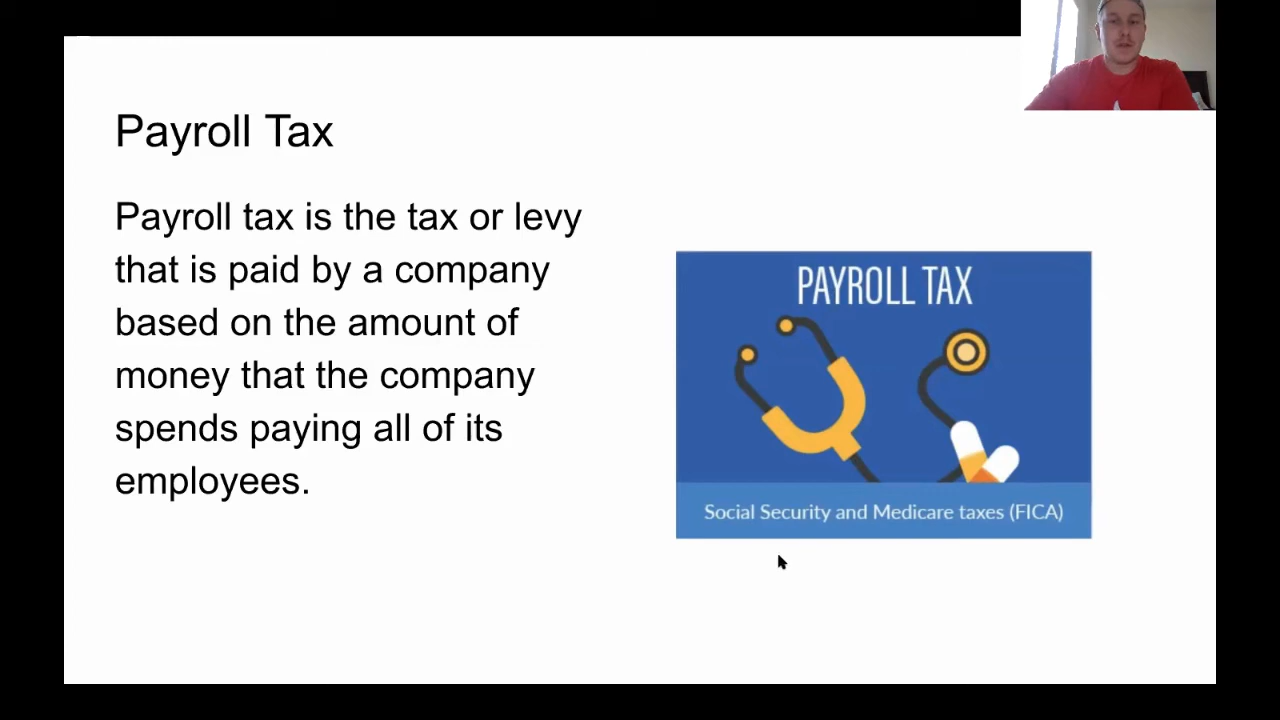 Payroll Tax
Payroll tax is the tax or levy
that is paid by a company
based on the amount of
money that the company
spends paying all of its
employees.
PAYROLL TAX
Social Security and Medicare taxes (FICA)